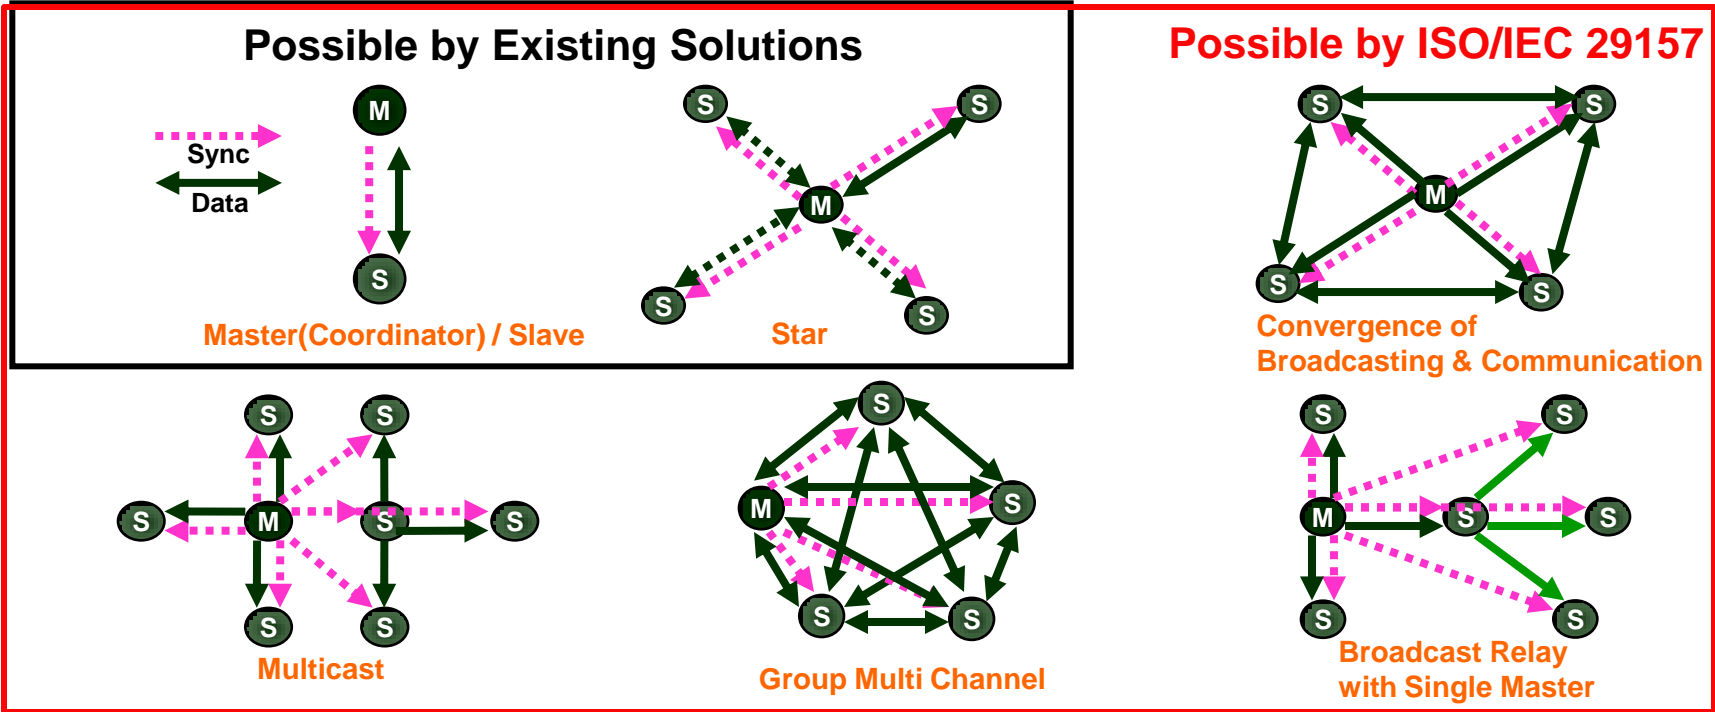 Possible by Existing Solutions
Possible by ISO/IEC 29157
Sync
Data
M
S
Master(Coordinator) / Slave
S
S
M
S
S
Star
S
S
M
S
S
Convergence of
Broadcasting & Communication
S
S
S
M
S
S
S
S
Multicast
S
M
S
S
S
Group Multi Channel
S
S
M
S
S
S
S
Broadcast Relay
with Single Master